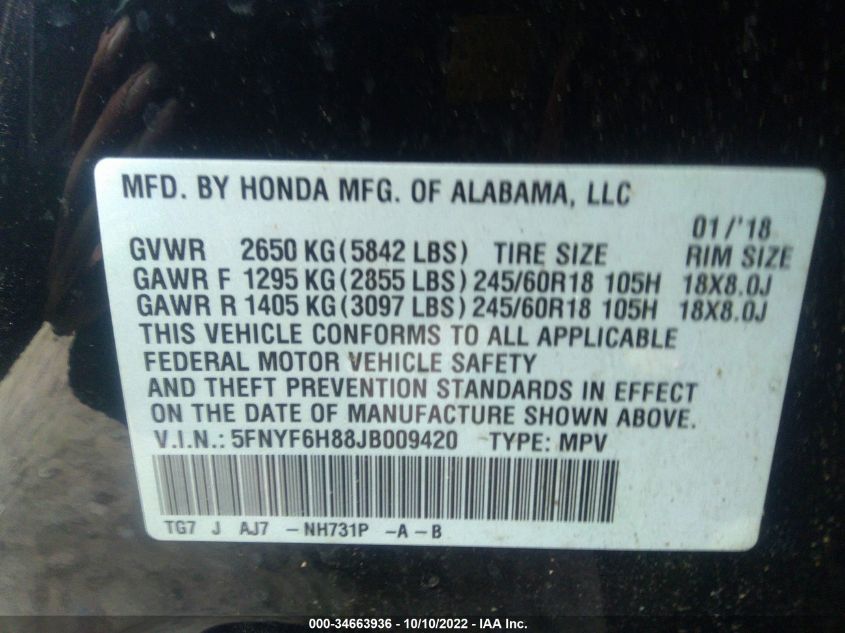 MFD. BY HONDA MFG. OF ALABAMA, LLC
01/'18
GVWR 2650 KG(5842 LBS) TIRE SIZE RIM SIZE
GAWR F 1295 KG(2855 LBS) 245/60R18 105H 18X8.0J
GAWR R 1405 KG(3097 LBS) 245/60R18 105H 18X8.0J
THIS VEHICLE CONFORMS TO ALL APPLICABLE
FEDERAL MOTOR VEHICLE SAFETY
AND THEFT PREVENTION STANDARDS IN EFFECT
ON THE DATE OF MANUFACTURE SHOWN ABOVE.
V.I.N.: 5FNYF6H88JB009420 TYPE: MPV
TG7 J AJ7 -NH731P -A-B
000-34663936 - 10/10/2022 - IAA Inc.